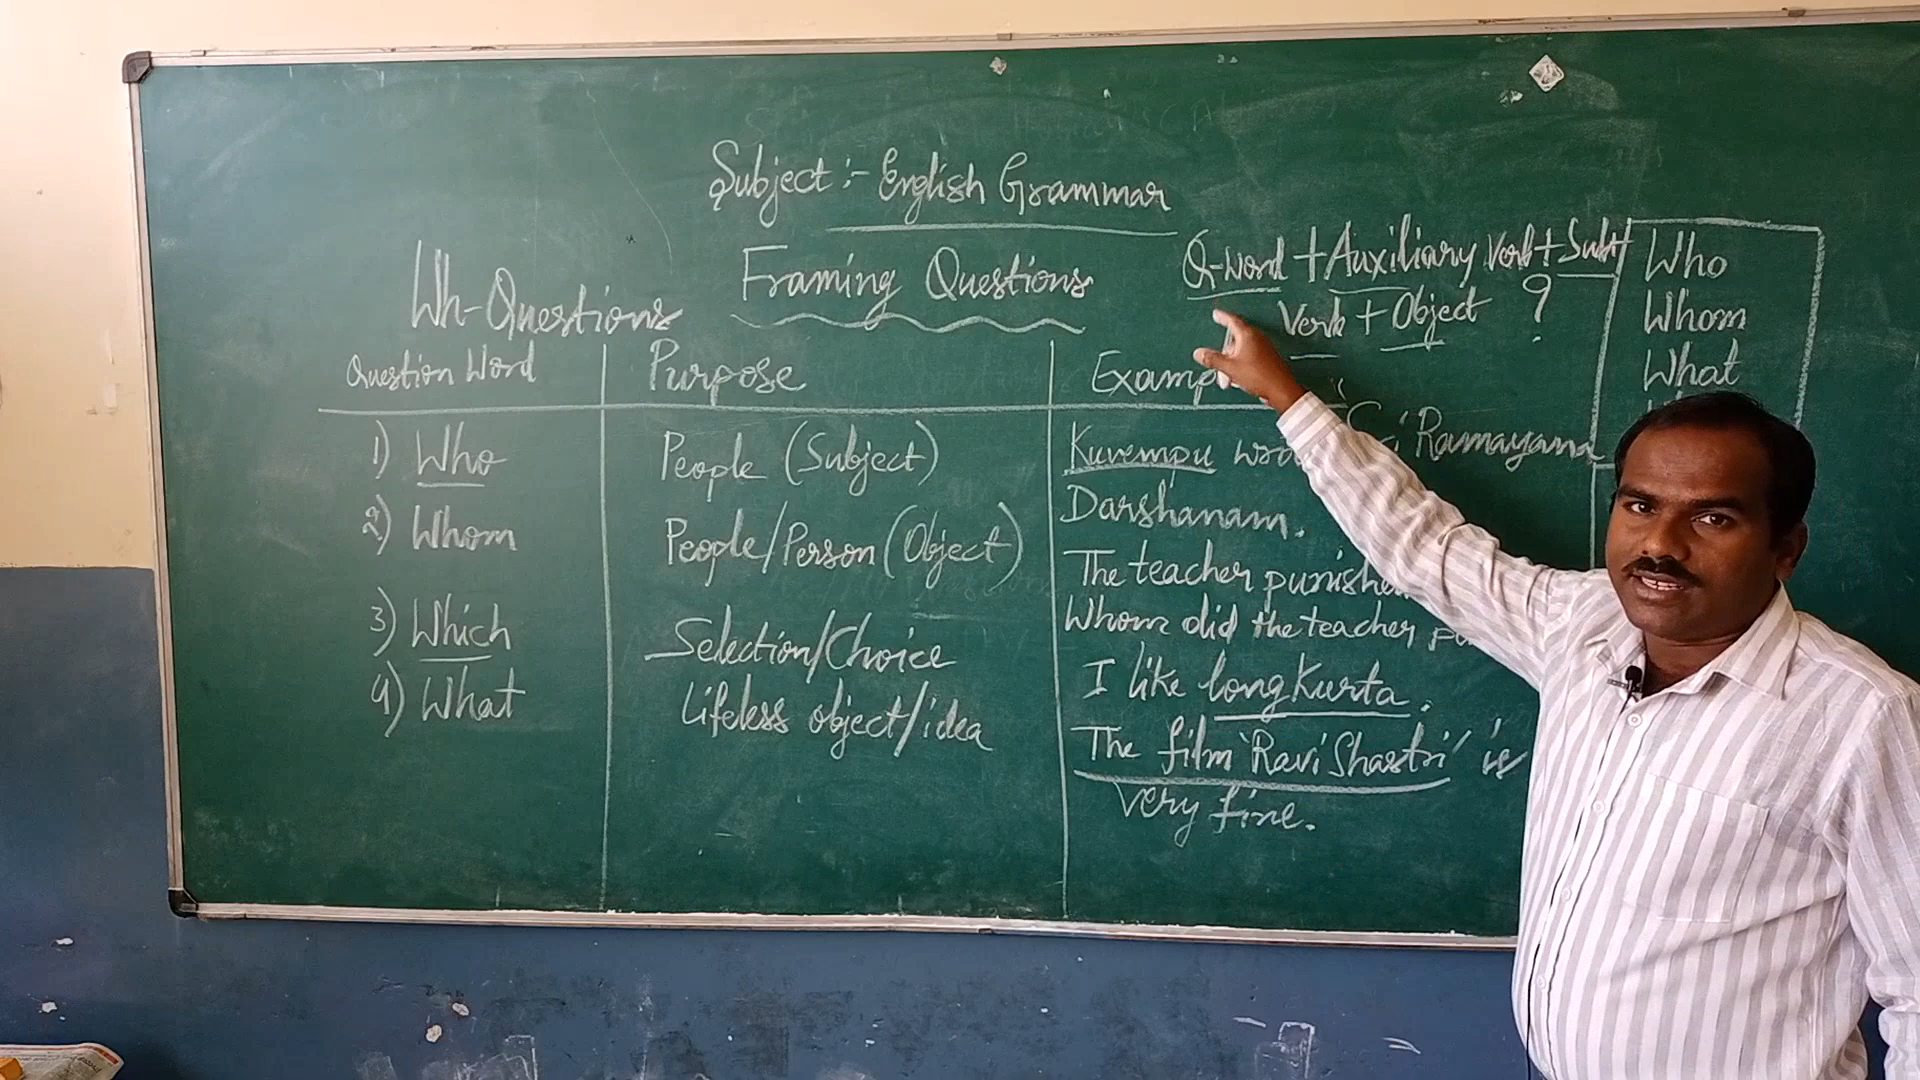 Subject :- English Grammar
Framing Questions
Wh-Questions
Q-word + Auxiliary Verb + Subt
Verb + Object ?
Who
Whom
What
Question Word Purpose
1) Who People (Subject) Kuvempu Ramayana
Darshanam.
2) Whom People/Person (Object) The teacher
Whom did the teacher
3) Which Selection/Choice I like long Kurta.
4) What Lifeless object/idea The film 'Ravi Shastri' is
very fine.